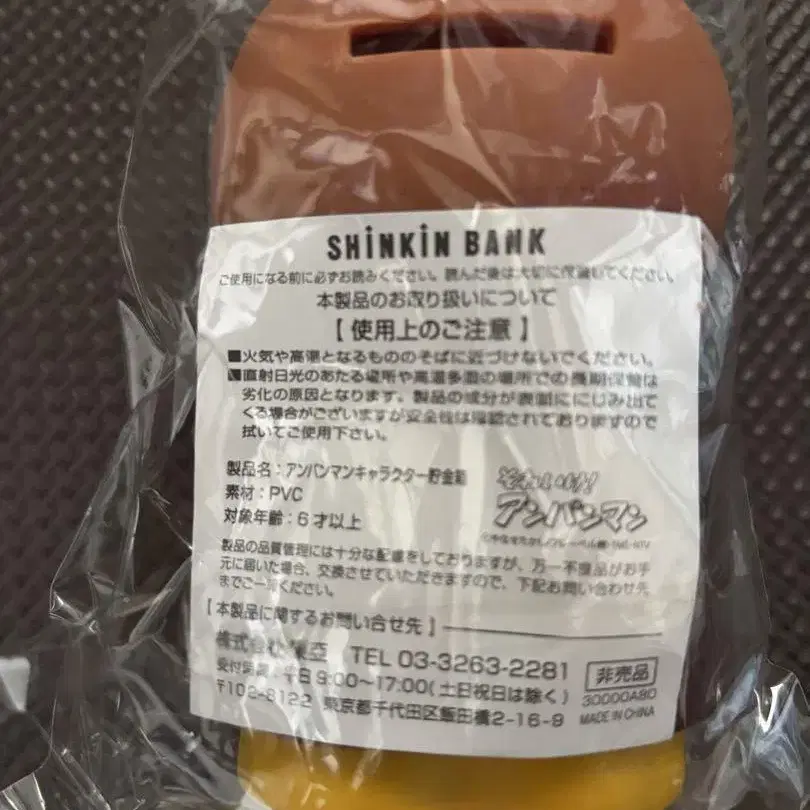 SHiNKiN BANK
ご使用になる前に必ずお読みください。読んだ後は大切に保管してください。
本製品のお取り扱いについて
【 使用上のご注意 】
■火気や高温となるもののそばに近づけないでください。
■直射日光のあたる場所や高温多湿の場所での長期保管は
劣化の原因となります。製品の成分が表面ににじみ出て
くる場合がございますが安全性は確認されておりますので
拭いてご使用下さい。
製品名：アンパンマンキャラクター貯金箱
素材：PVC
対象年齢：6才以上
それいけ!
アンパンマン
製品の品質管理には十分な配慮をしておりますが、万一不良品がお手
元に届いた場合、交換させていただきますので、下記お問い合わせ先
までご一報ください。
【 本製品に関するお問い合せ先 】
株式会社 亞 TEL 03-3263-2281
受付時間：平日9:00〜17:00(土日祝日は除く)
〒102-8122 東京都千代田区飯田橋2-16-9
非売品
30000A80
MADE IN CHINA